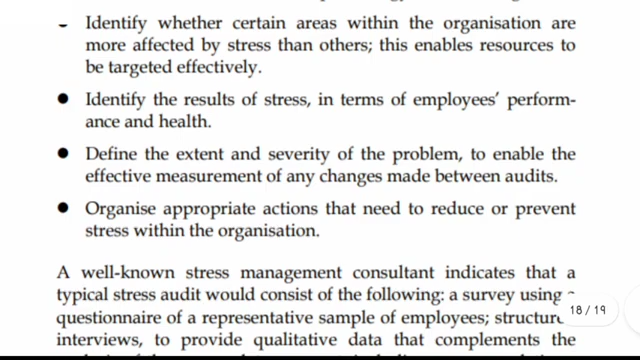 Identify whether certain areas within the organisation are
more affected by stress than others; this enables resources to
be targeted effectively.
● Identify the results of stress, in terms of employees' perform-
ance and health.
● Define the extent and severity of the problem, to enable the
effective measurement of any changes made between audits.
● Organise appropriate actions that need to reduce or prevent
stress within the organisation.
A well-known stress management consultant indicates that a
typical stress audit would consist of the following: a survey using
questionnaire of a representative sample of employees;
interviews, to provide qualitative data that complements the
18 / 19